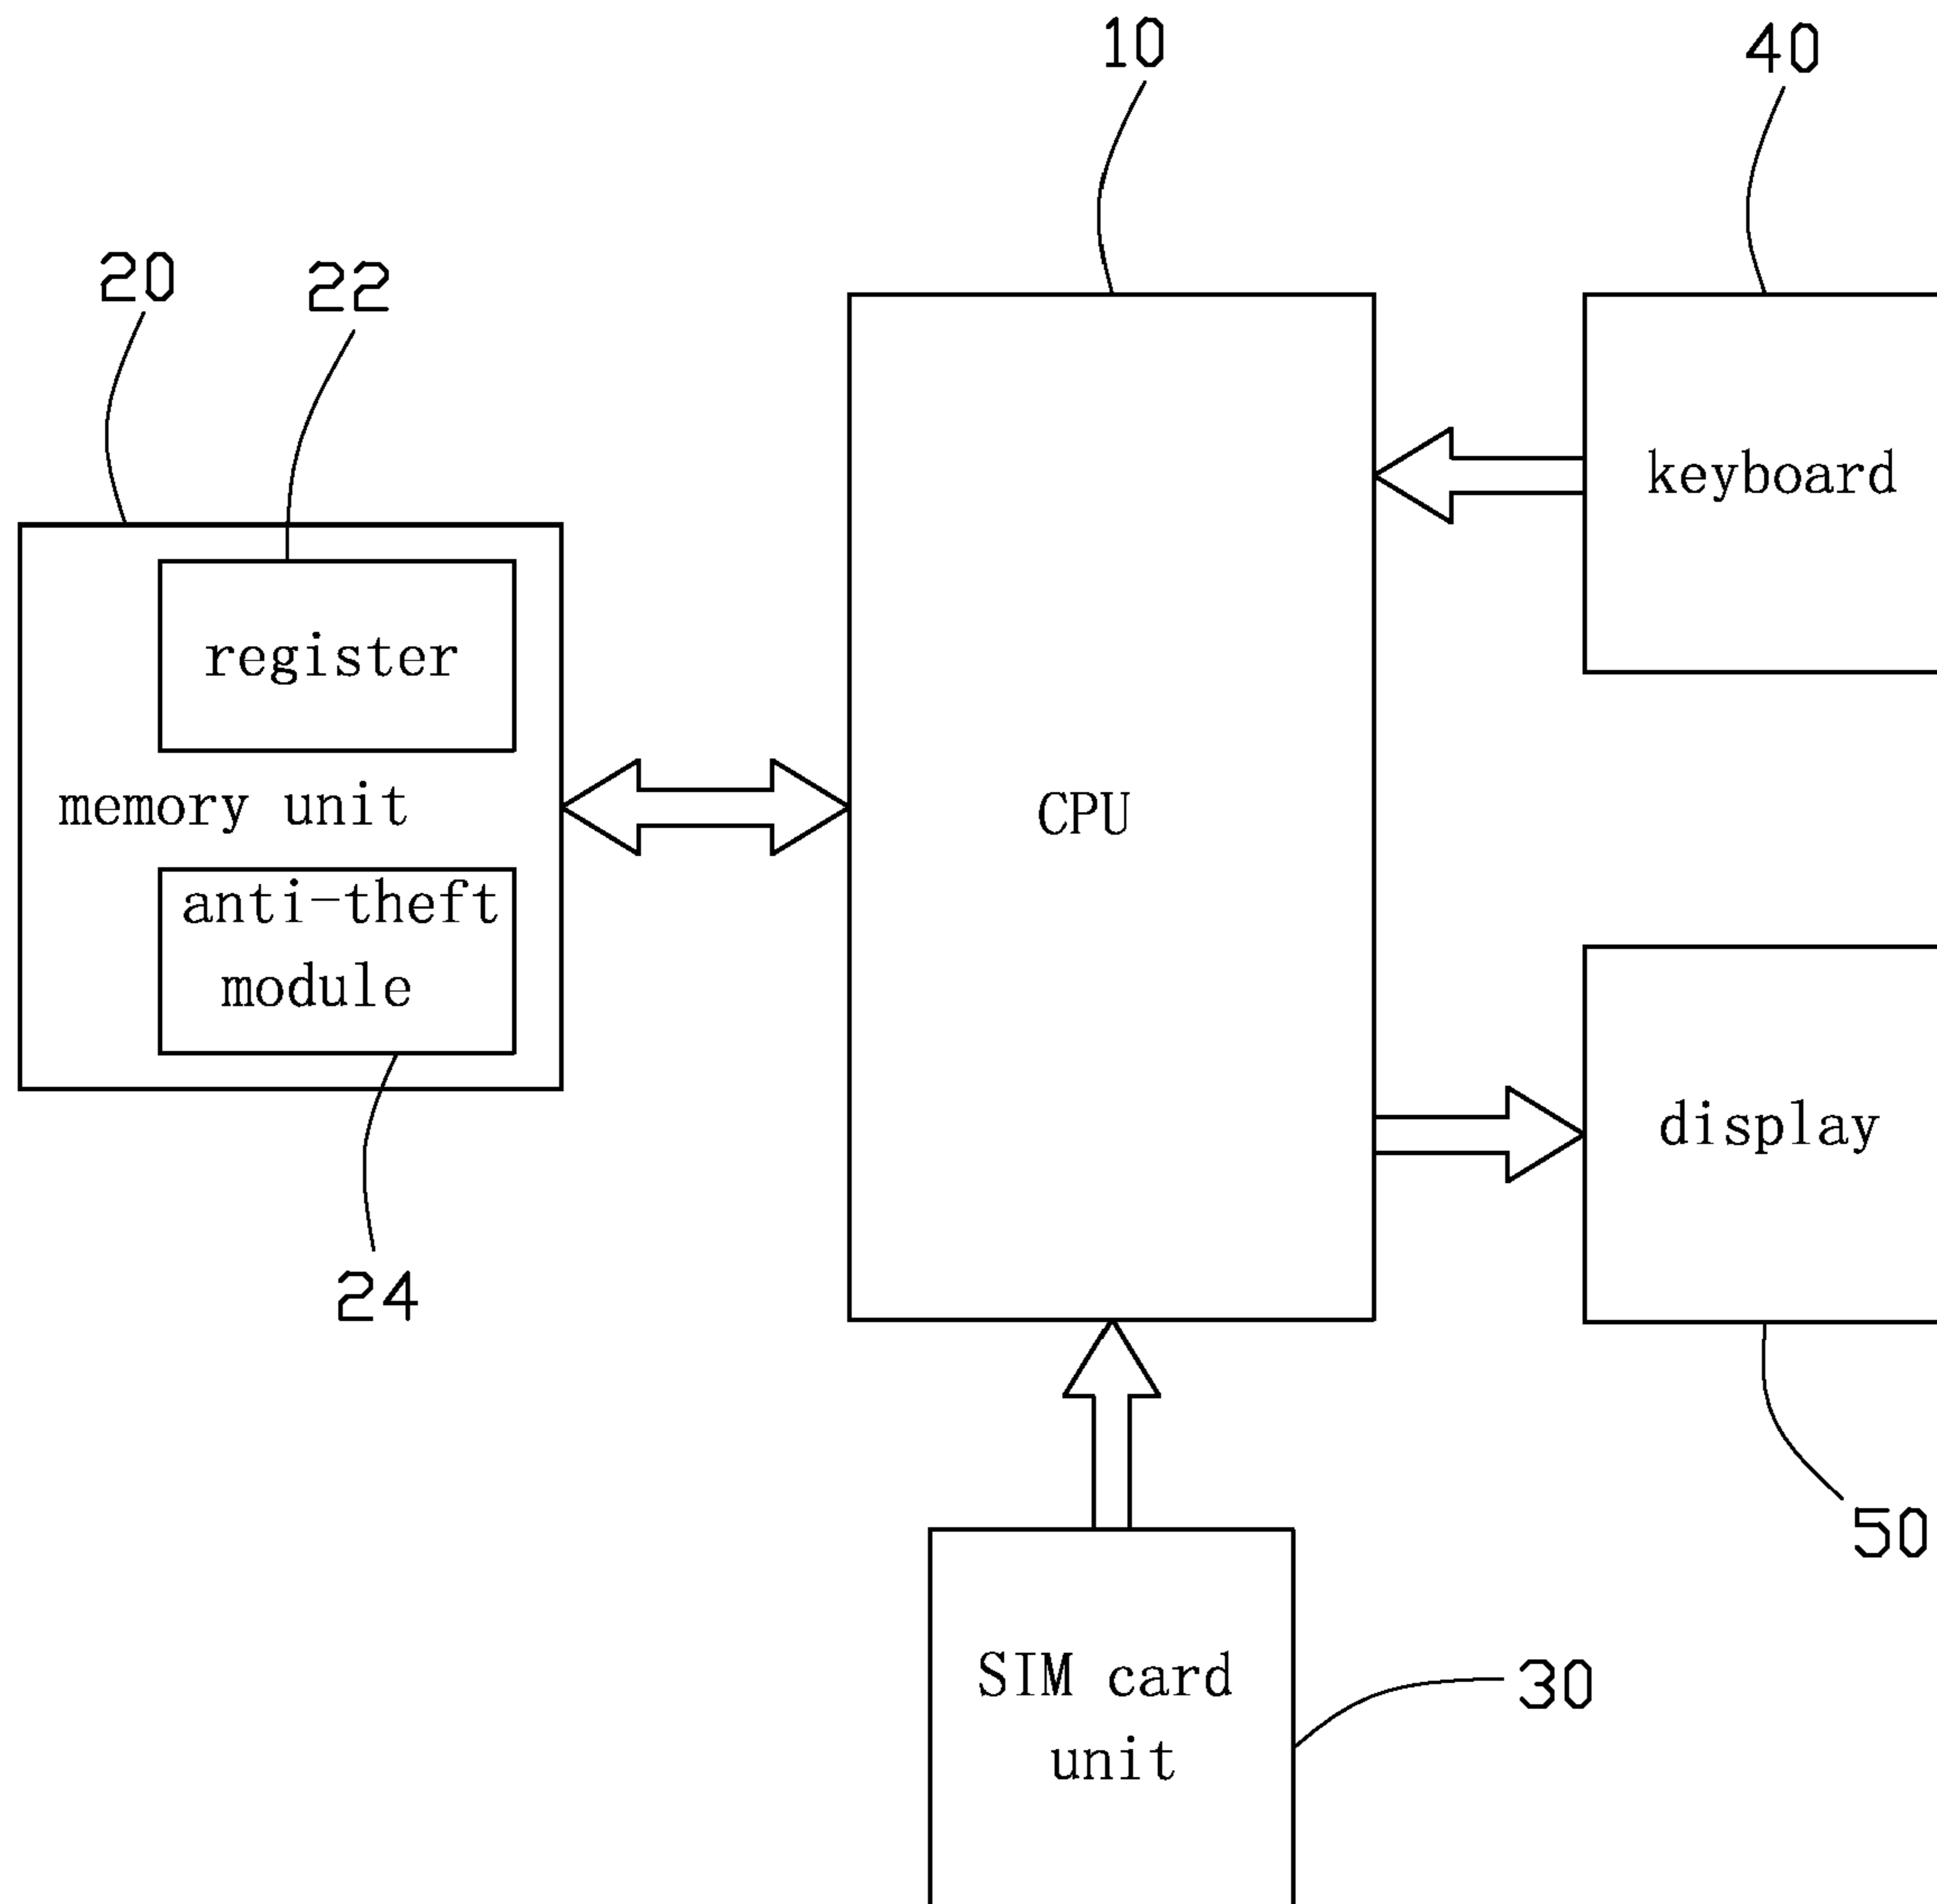 10
40
20
22
keyboard
register
memory unit
CPU
anti-theft
module
display
24
50
SIM card
unit
30